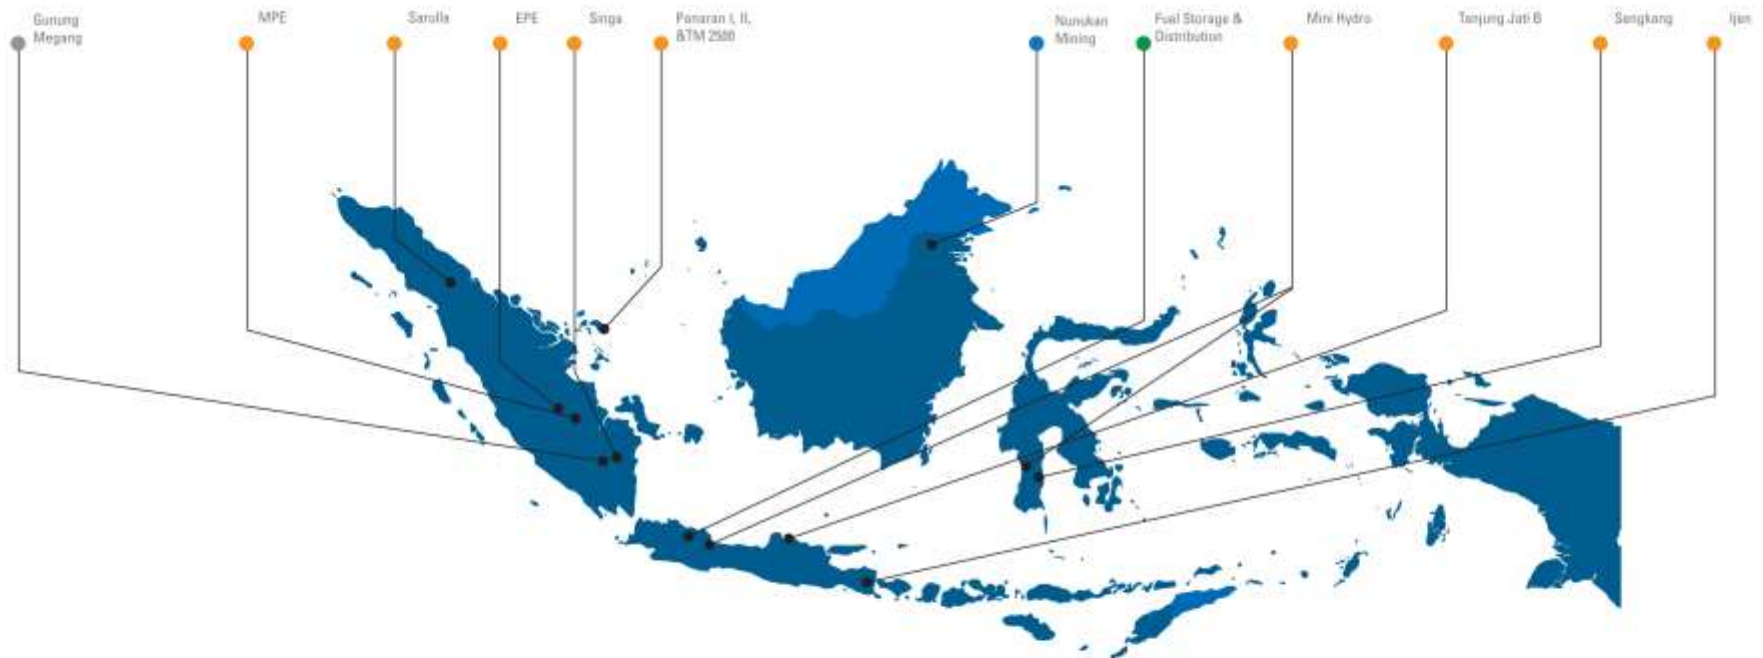 Gunung
Megang
MPE
Sarulla
EPE
Singa
Panaran I, II,
&TM 2500
Nunukan
Mining
Fuel Storage &
Distribution
Mini Hydro
Tanjung Jati B
Sengkang
Ijen